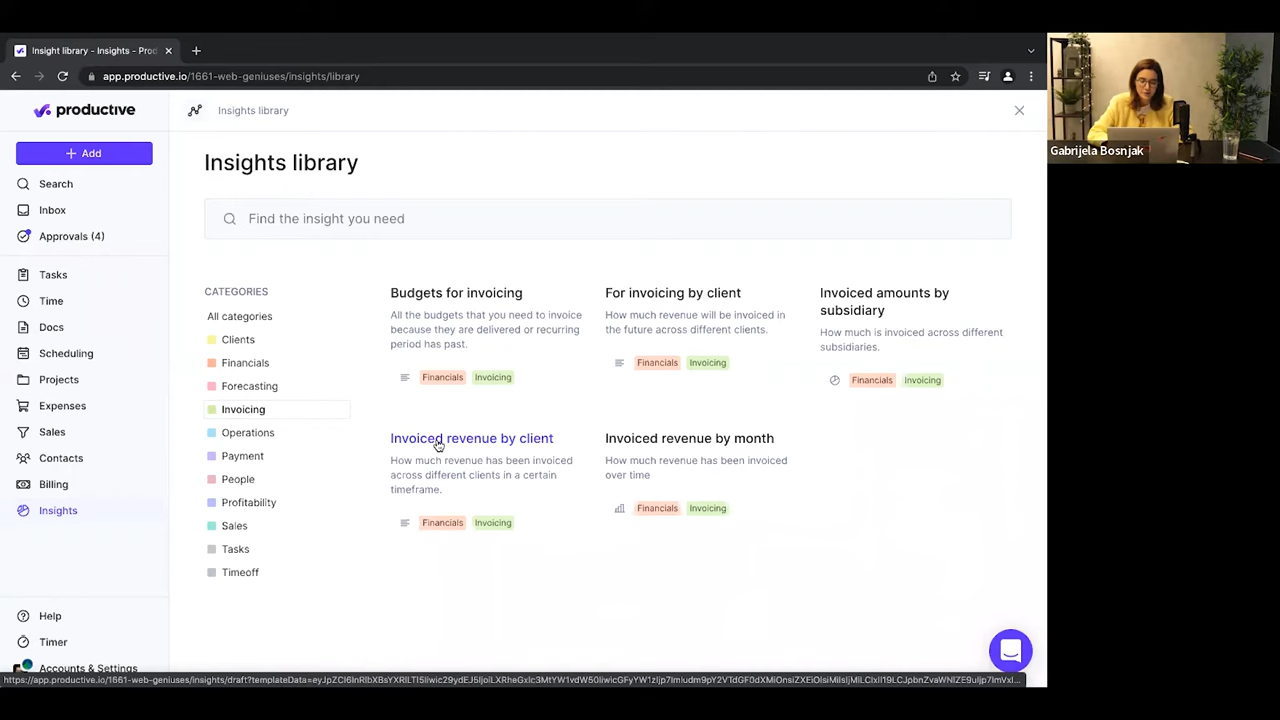 Insight library - Insights - Prod
app.productive.io/1661-web-geniuses/insights/library
productive
Insights library
Gabrijela Bosnjak
+ Add
Search
Inbox
Approvals (4)
Tasks
Time
Docs
Scheduling
Projects
Expenses
Sales
Contacts
Billing
Insights
Help
Timer
Accounts & Settings
Insights library
Find the insight you need
CATEGORIES
All categories
Clients
Financials
Forecasting
Invoicing
Operations
Payment
People
Profitability
Sales
Tasks
Timeoff
Budgets for invoicing
All the budgets that you need to invoice
because they are delivered or recurring
period has past.
Financials Invoicing
For invoicing by client
How much revenue will be invoiced in
the future across different clients.
Financials Invoicing
Invoiced amounts by
subsidiary
How much is invoiced across different
subsidiaries.
Financials Invoicing
Invoiced revenue by client
How much revenue has been invoiced
across different clients in a certain
timeframe.
Financials Invoicing
Invoiced revenue by month
How much revenue has been invoiced
over time
Financials Invoicing